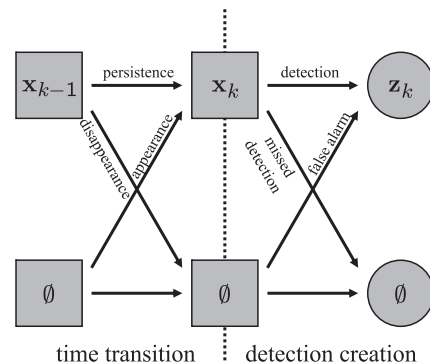 x_{k−1}
persistence
x_k
detection
z_k
disappearance
appearance
missed
detection
false alarm
∅
∅
∅
time transition
detection creation